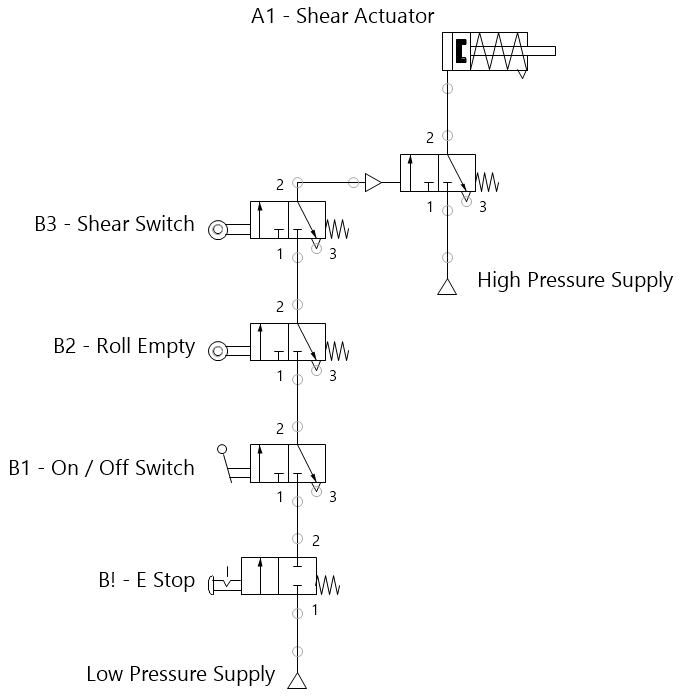 A1 - Shear Actuator
2
2
B3 - Shear Switch
1
3
1
3
High Pressure Supply
2
B2 - Roll Empty
1
3
2
B1 - On / Off Switch
1
3
2
B! - E Stop
1
Low Pressure Supply